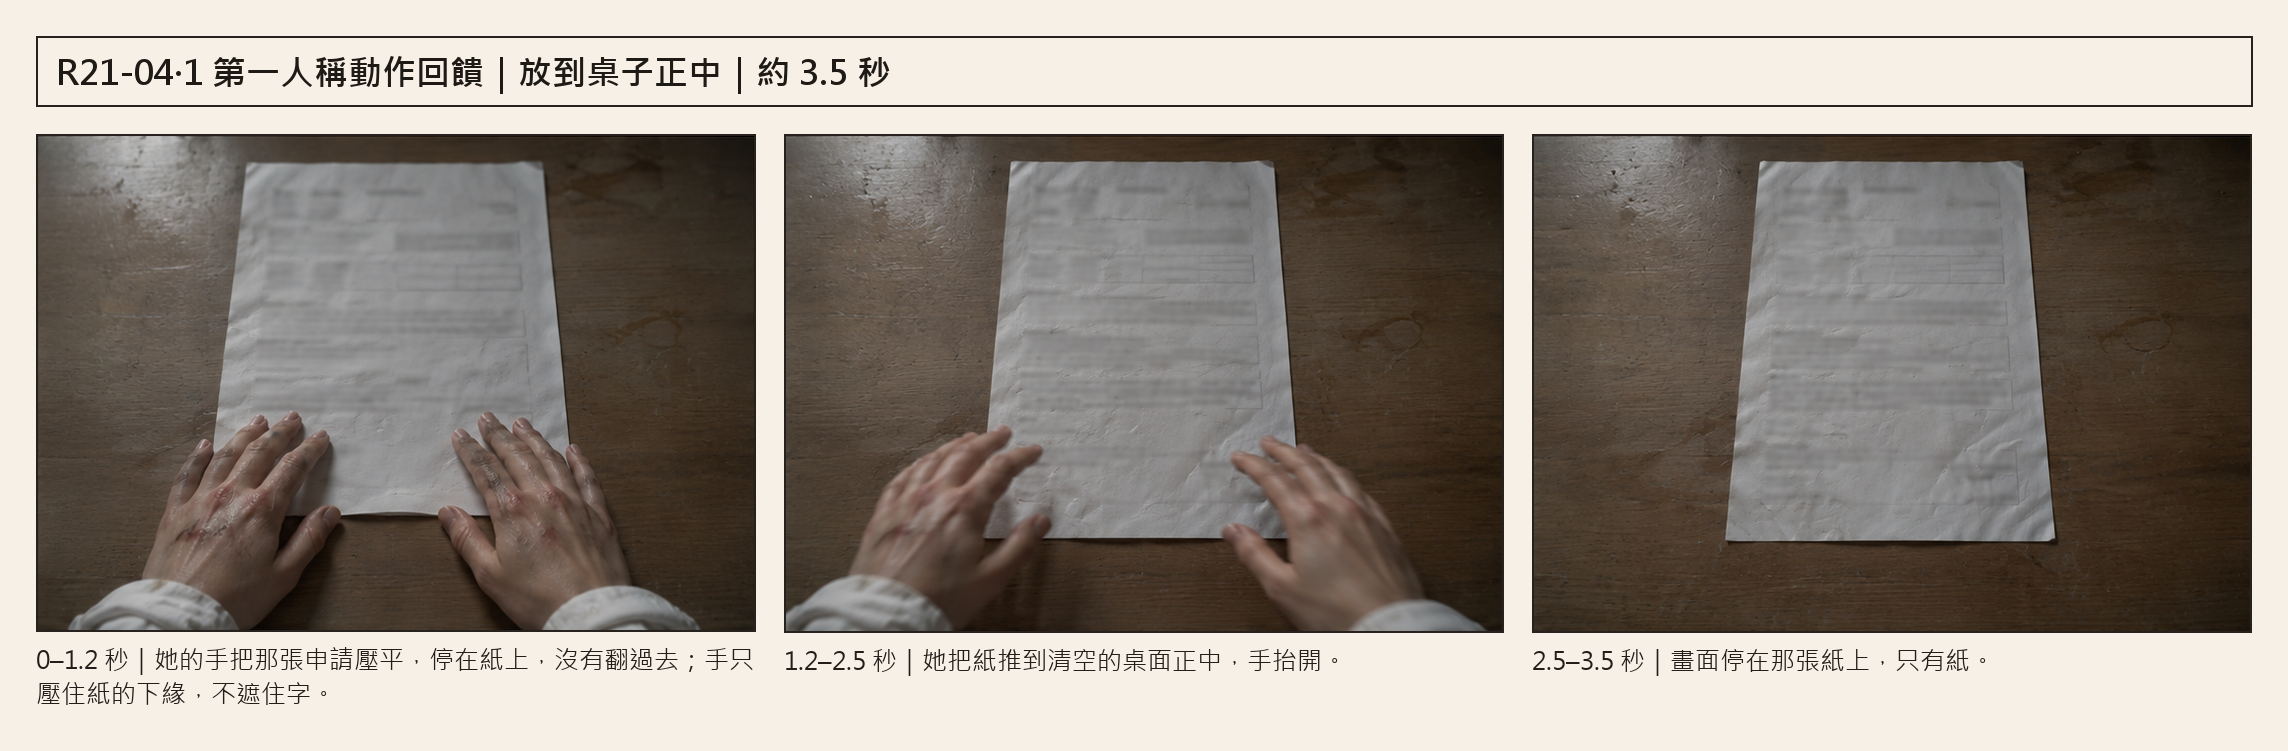 R21-04·1 第一人稱動作回饋｜放到桌子正中｜約 3.5 秒
0–1.2 秒｜她的手把那張申請壓平，停在紙上，沒有翻過去；手只
壓住紙的下緣，不遮住字。
1.2–2.5 秒｜她把紙推到清空的桌面正中，手抬開。
2.5–3.5 秒｜畫面停在那張紙上，只有紙。